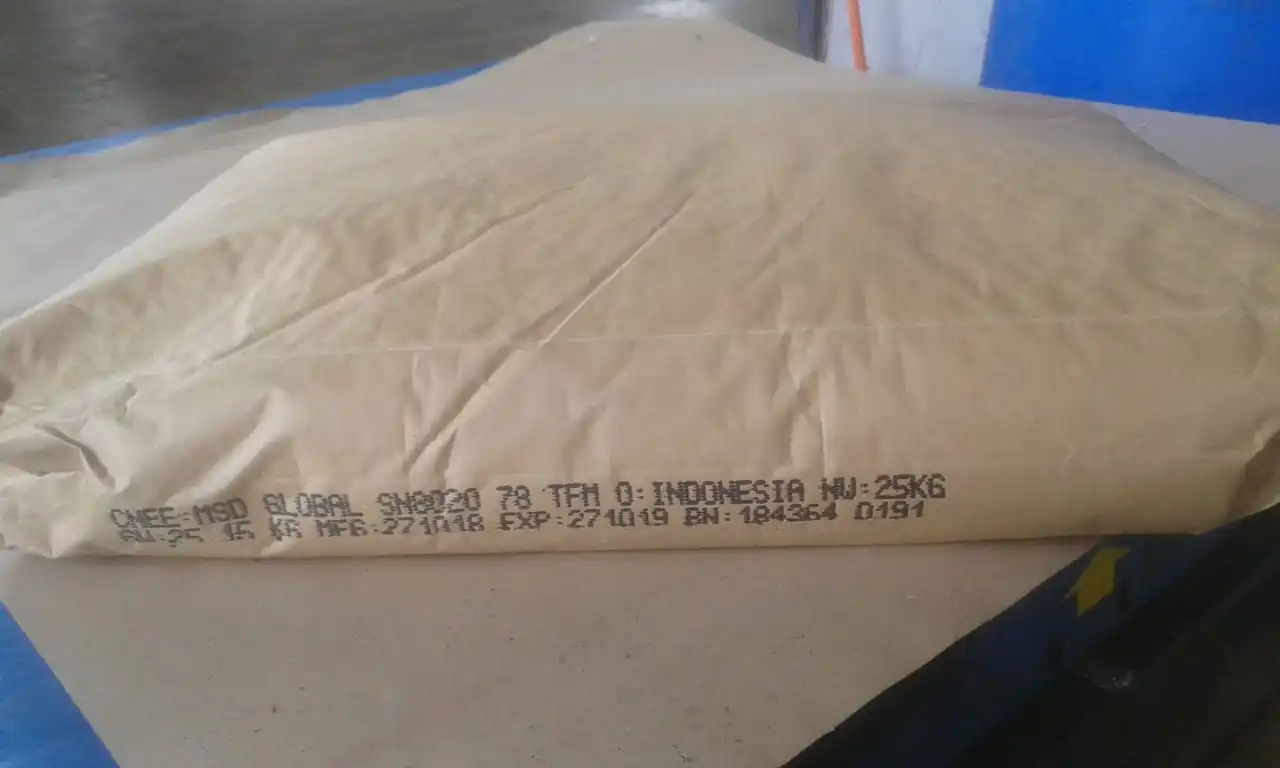 CNEE:MSD GLOBAL SN8020 78 TFM O:INDONESIA NW:25KG
GW:25.15 KG MFG:271018 EXP:271019 BN:184364 0191